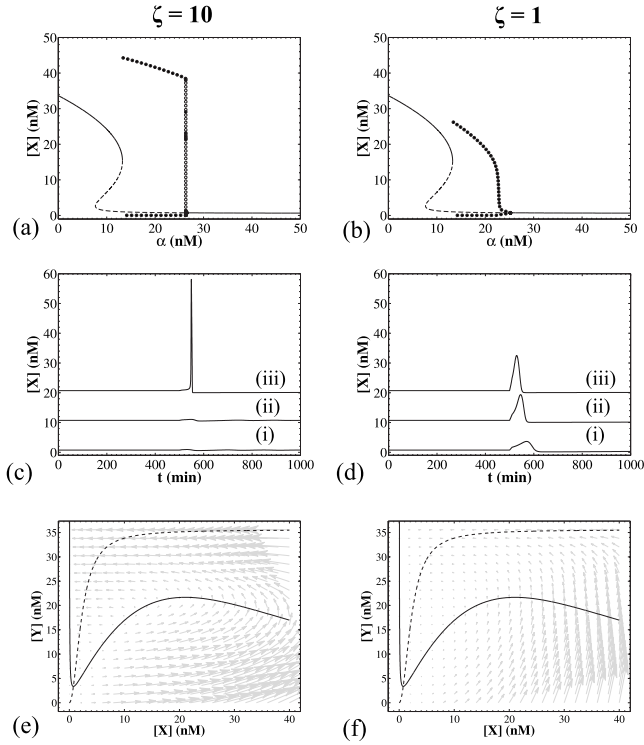 ζ = 10
ζ = 1
50
40
30
20
10
0
[X] (nM)
0 10 20 30 40 50
α (nM)
(a)
50
40
30
20
10
0
[X] (nM)
0 10 20 30 40 50
α (nM)
(b)
60
50
40
30
20
10
0
[X] (nM)
(iii)
(ii)
(i)
0 200 400 600 800 1000
t (min)
(c)
60
50
40
30
20
10
0
[X] (nM)
(iii)
(ii)
(i)
0 200 400 600 800 1000
t (min)
(d)
35
30
25
20
15
10
5
0
[Y] (nM)
0 10 20 30 40
[X] (nM)
(e)
35
30
25
20
15
10
5
0
[Y] (nM)
0 10 20 30 40
[X] (nM)
(f)